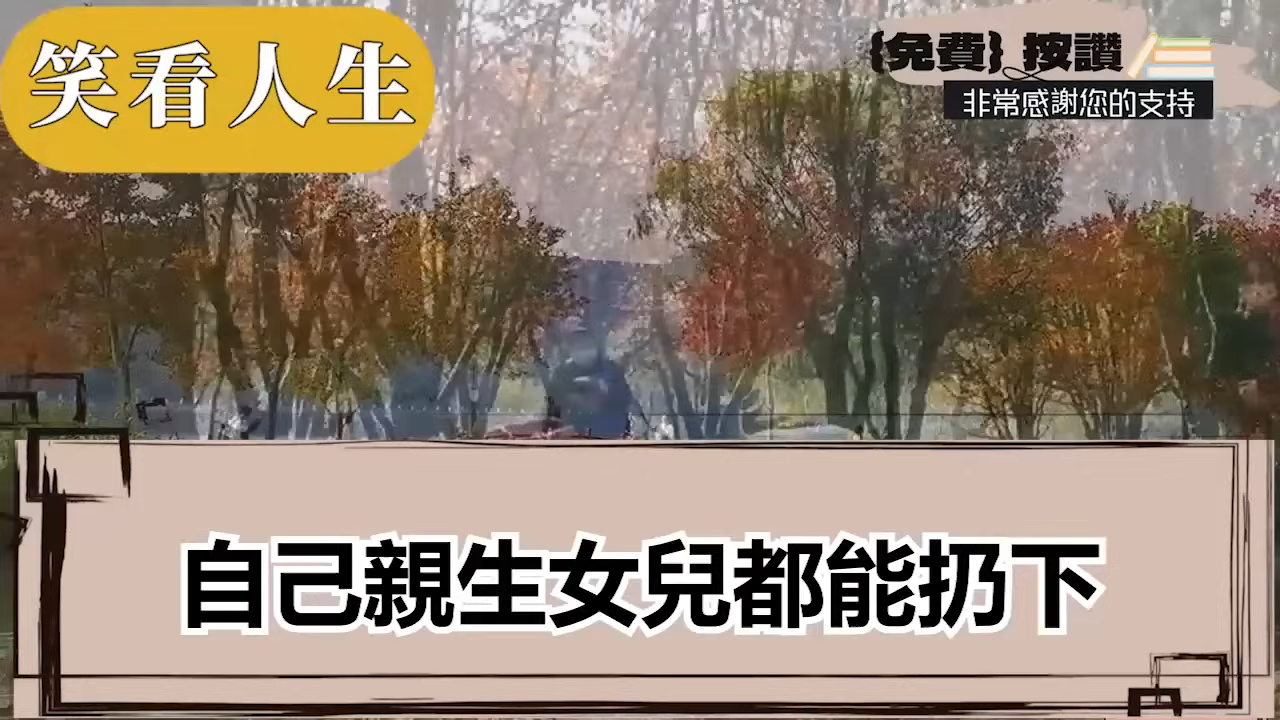 笑看人生
{免費} 按讚
非常感謝您的支持
自己親生女兒都能扔下